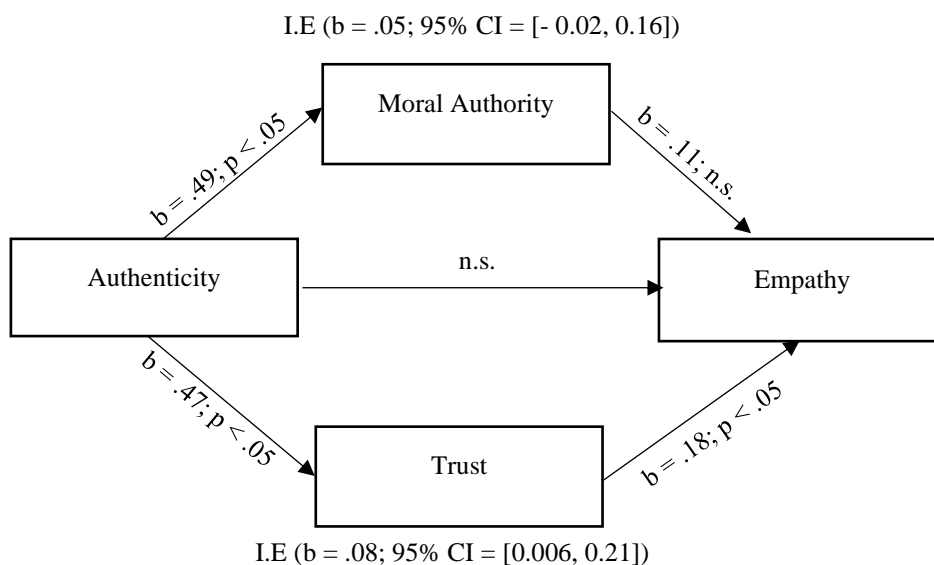 I.E (b = .05; 95% CI = [- 0.02, 0.16])
Moral Authority
b = .49; p < .05
b = .11; n.s.
Authenticity
n.s.
Empathy
b = .47; p < .05
b = .18; p < .05
Trust
I.E (b = .08; 95% CI = [0.006, 0.21])